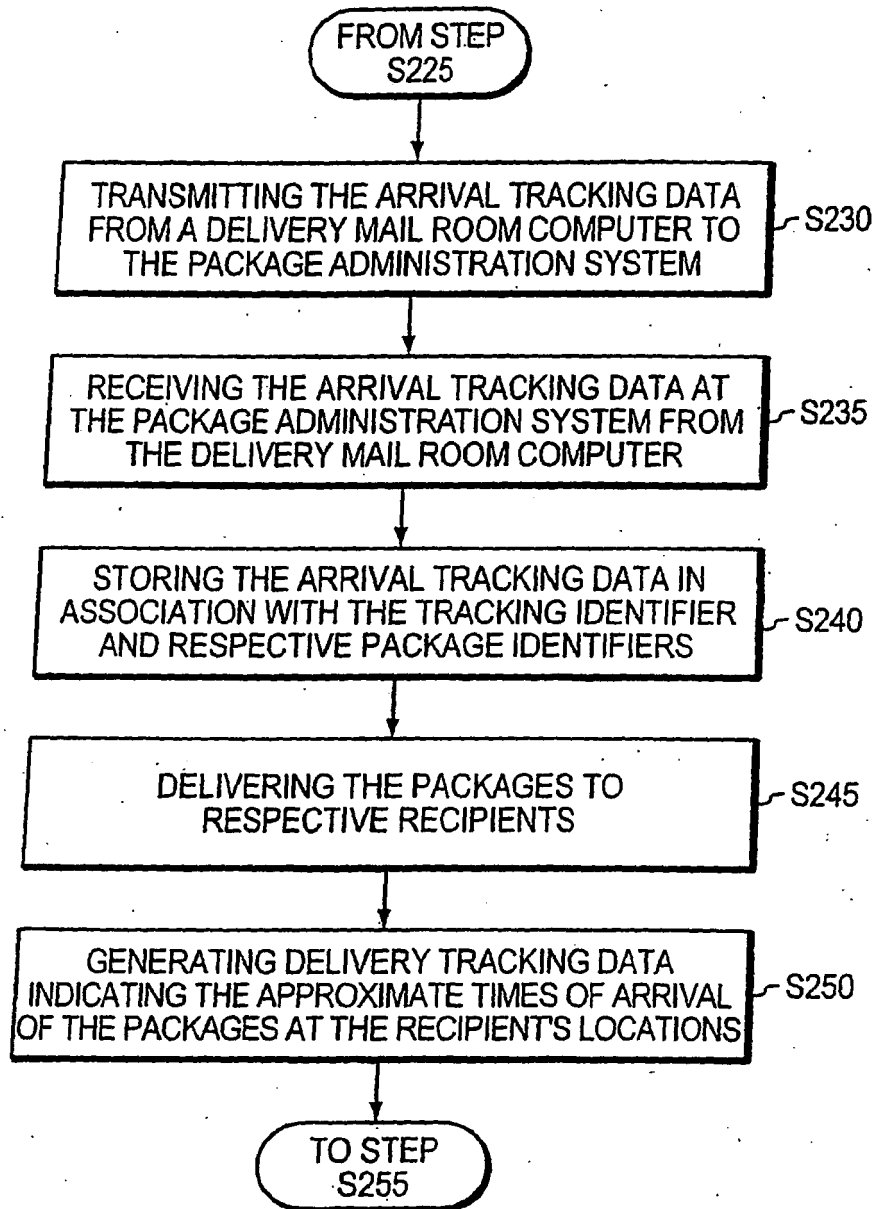 FROM STEP
S225
TRANSMITTING THE ARRIVAL TRACKING DATA
FROM A DELIVERY MAIL ROOM COMPUTER TO
THE PACKAGE ADMINISTRATION SYSTEM
S230
RECEIVING THE ARRIVAL TRACKING DATA AT
THE PACKAGE ADMINISTRATION SYSTEM FROM
THE DELIVERY MAIL ROOM COMPUTER
S235
STORING THE ARRIVAL TRACKING DATA IN
ASSOCIATION WITH THE TRACKING IDENTIFIER
AND RESPECTIVE PACKAGE IDENTIFIERS
S240
DELIVERING THE PACKAGES TO
RESPECTIVE RECIPIENTS
S245
GENERATING DELIVERY TRACKING DATA
INDICATING THE APPROXIMATE TIMES OF ARRIVAL
OF THE PACKAGES AT THE RECIPIENT'S LOCATIONS
S250
TO STEP
S255